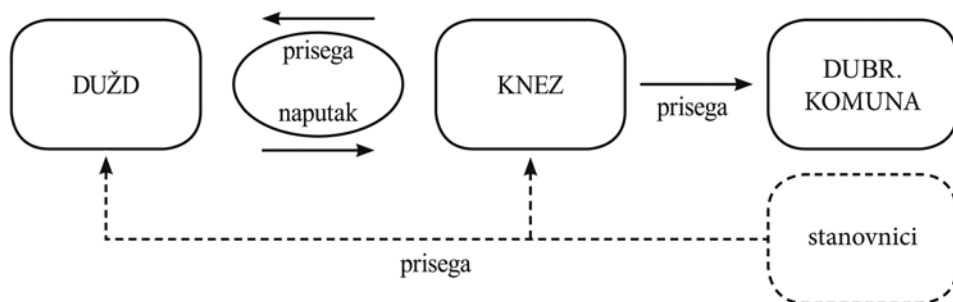 DUŽD
prisega
naputak
KNEZ
prisega
DUBR.
KOMUNA
stanovnici
prisega